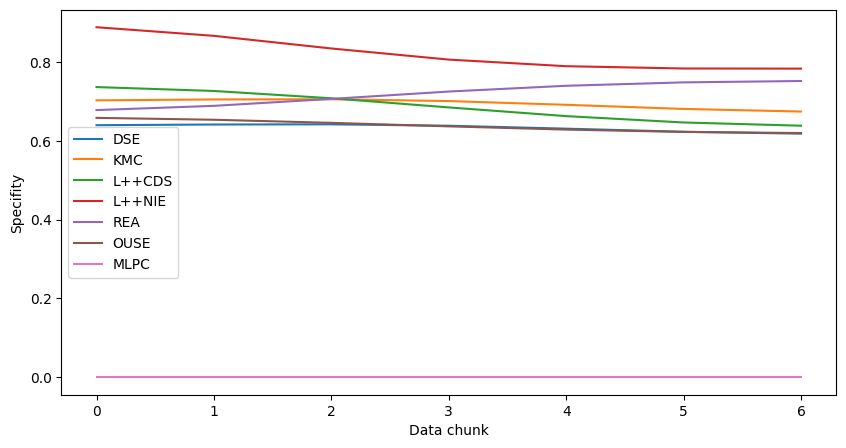 0.8
0.6
0.4
0.2
0.0
Specifity
DSE
KMC
L++CDS
L++NIE
REA
OUSE
MLPC
0 1 2 3 4 5 6
Data chunk